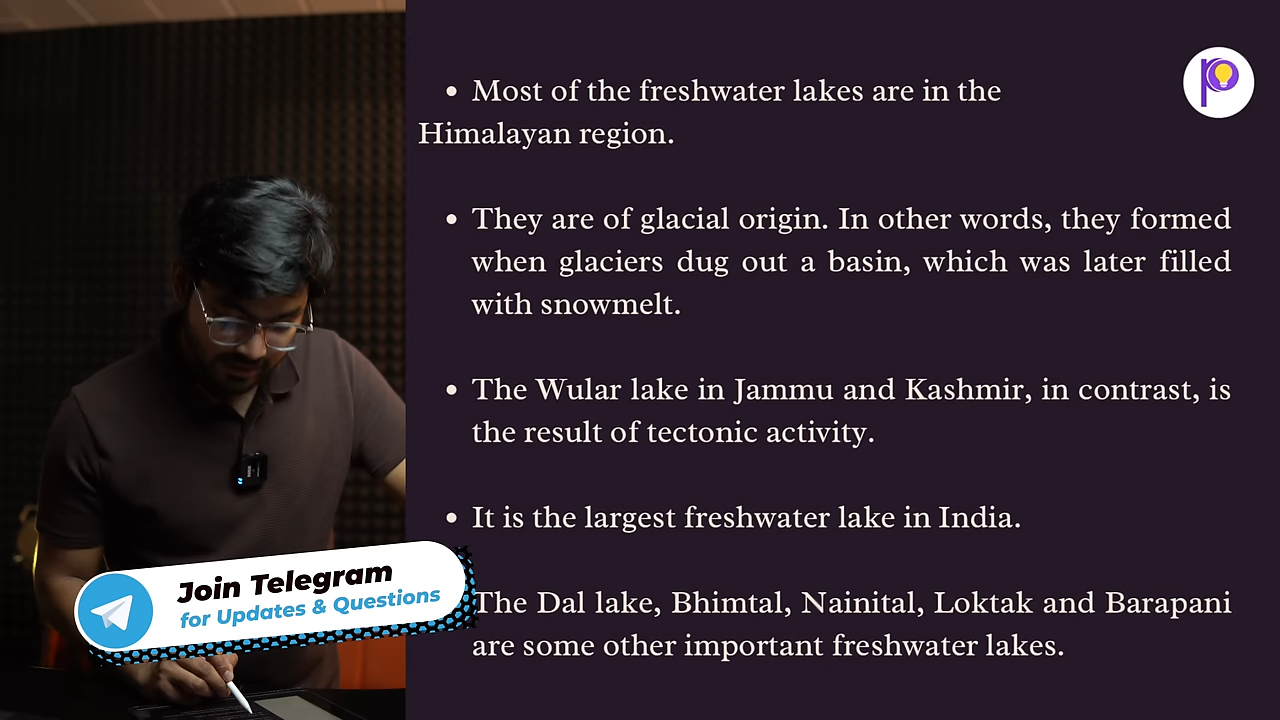 • Most of the freshwater lakes are in the
Himalayan region.
• They are of glacial origin. In other words, they formed
when glaciers dug out a basin, which was later filled
with snowmelt.
• The Wular lake in Jammu and Kashmir, in contrast, is
the result of tectonic activity.
• It is the largest freshwater lake in India.
The Dal lake, Bhimtal, Nainital, Loktak and Barapani
are some other important freshwater lakes.
Join Telegram
for Updates & Questions